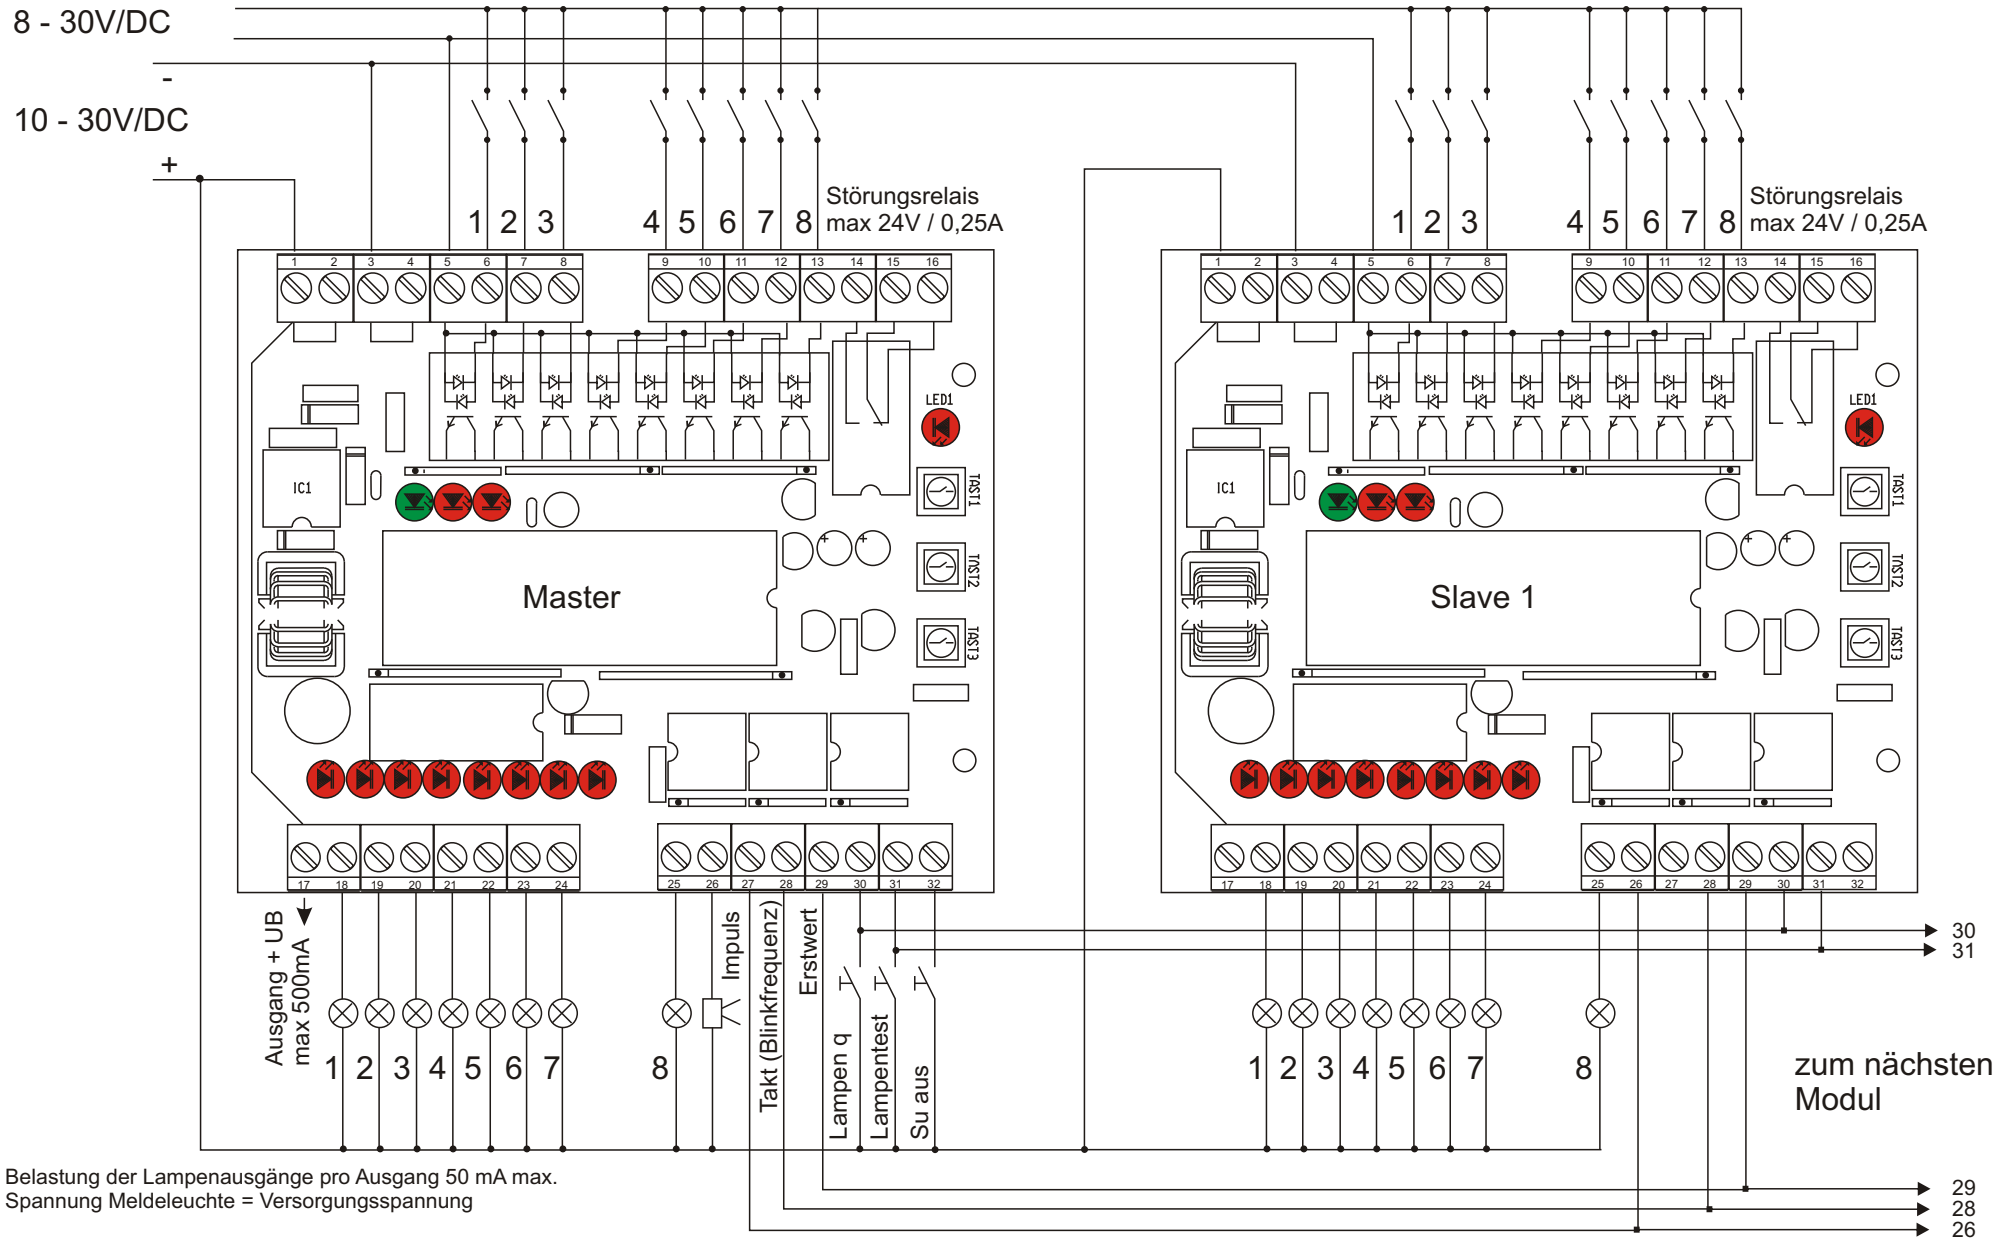 8 - 30V/DC
-
10 - 30V/DC
+
1 2 3 4 5 6 7 8
Störungsrelais
max 24V / 0,25A
1 2 3 4 5 6 7 8
Störungsrelais
max 24V / 0,25A
1 2 3 4 5 6 7 8 9 10 11 12 13 14 15 16
1 2 3 4 5 6 7 8 9 10 11 12 13 14 15 16
LED1
LED1
IC1
TAST1
IC1
TAST1
+ +
TAST2
+ +
TAST2
Master
Slave 1
TAST3
TAST3
17 18 19 20 21 22 23 24 25 26 27 28 29 30 31 32
17 18 19 20 21 22 23 24 25 26 27 28 29 30 31 32
Ausgang + UB
max 500mA
Impuls
Takt (Blinkfrequenz)
Erstwert
Lampen q
Lampentest
Su aus
30
31
1 2 3 4 5 6 7 8
1 2 3 4 5 6 7 8
zum nächsten
Modul
Belastung der Lampenausgänge pro Ausgang 50 mA max.
Spannung Meldeleuchte = Versorgungsspannung
29
28
26